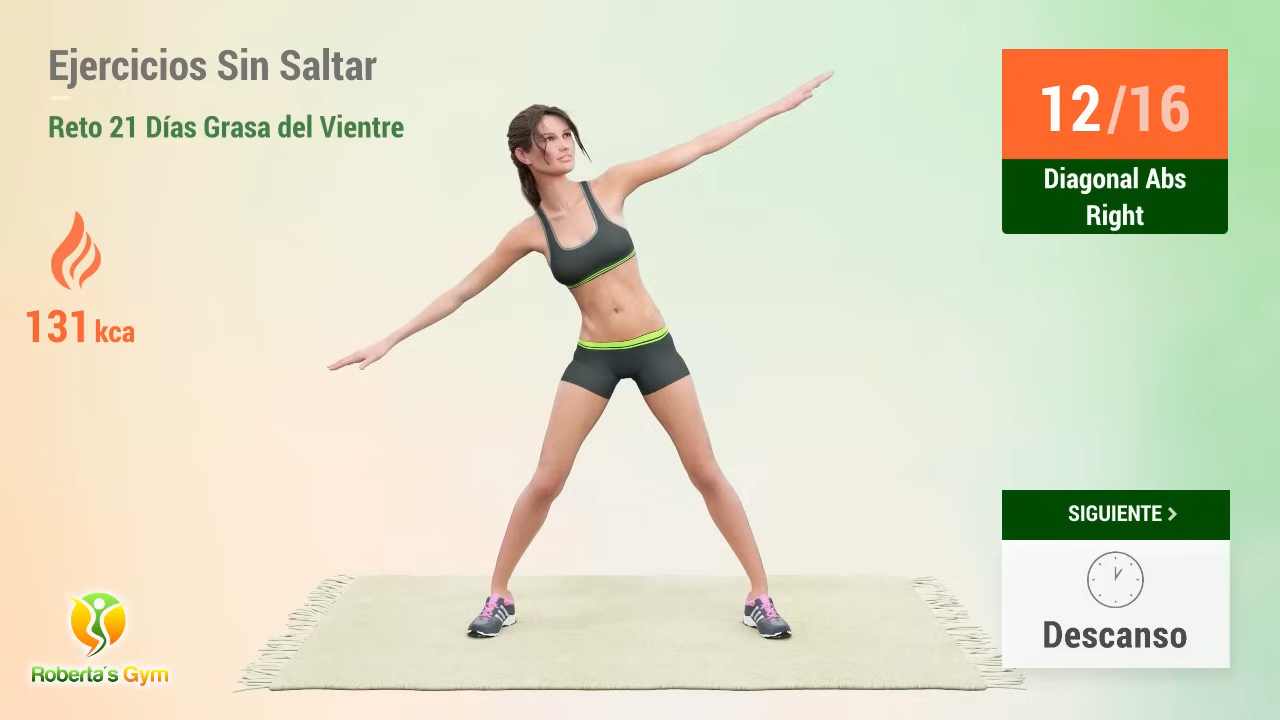 Ejercicios Sin Saltar
Reto 21 Días Grasa del Vientre
12/16
Diagonal Abs
Right
131 kca
SIGUIENTE >
Descanso
Roberta´s Gym